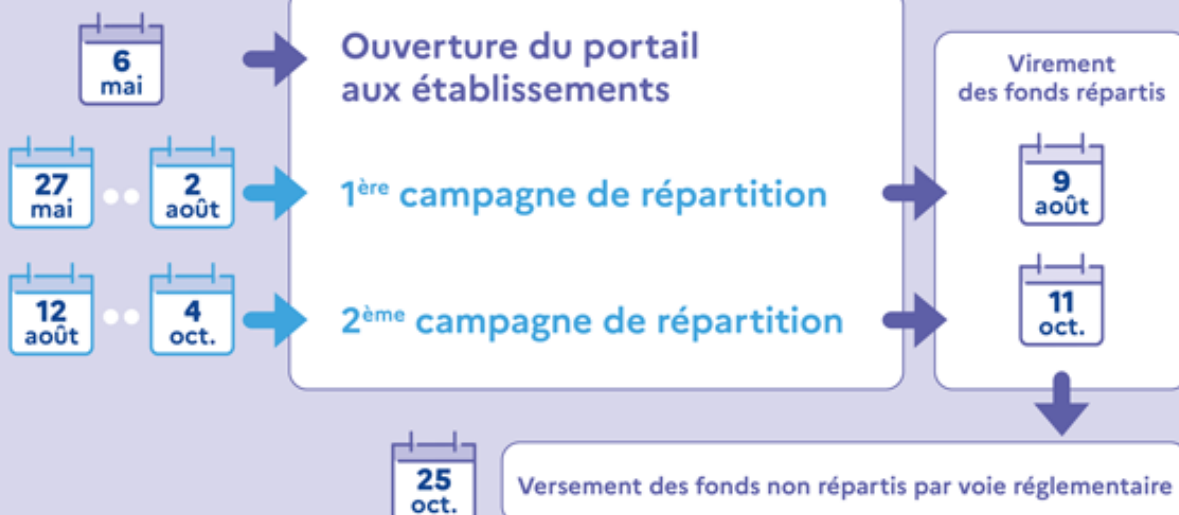 6
mai
Ouverture du portail
aux établissements
Virement
des fonds répartis
27
mai
2
août
1ère campagne de répartition
9
août
12
août
4
oct.
2ème campagne de répartition
11
oct.
25
oct.
Versement des fonds non répartis par voie réglementaire